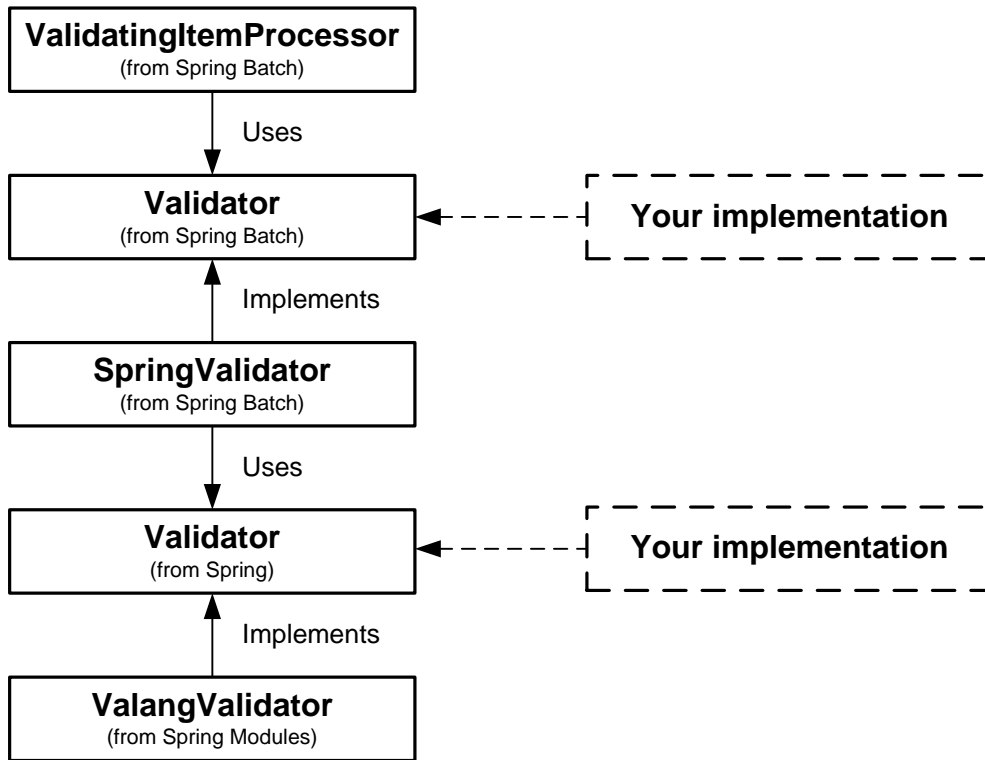 ValidatingItemProcessor
(from Spring Batch)
Uses
Validator
(from Spring Batch)
Your implementation
Implements
SpringValidator
(from Spring Batch)
Uses
Validator
(from Spring)
Your implementation
Implements
ValangValidator
(from Spring Modules)